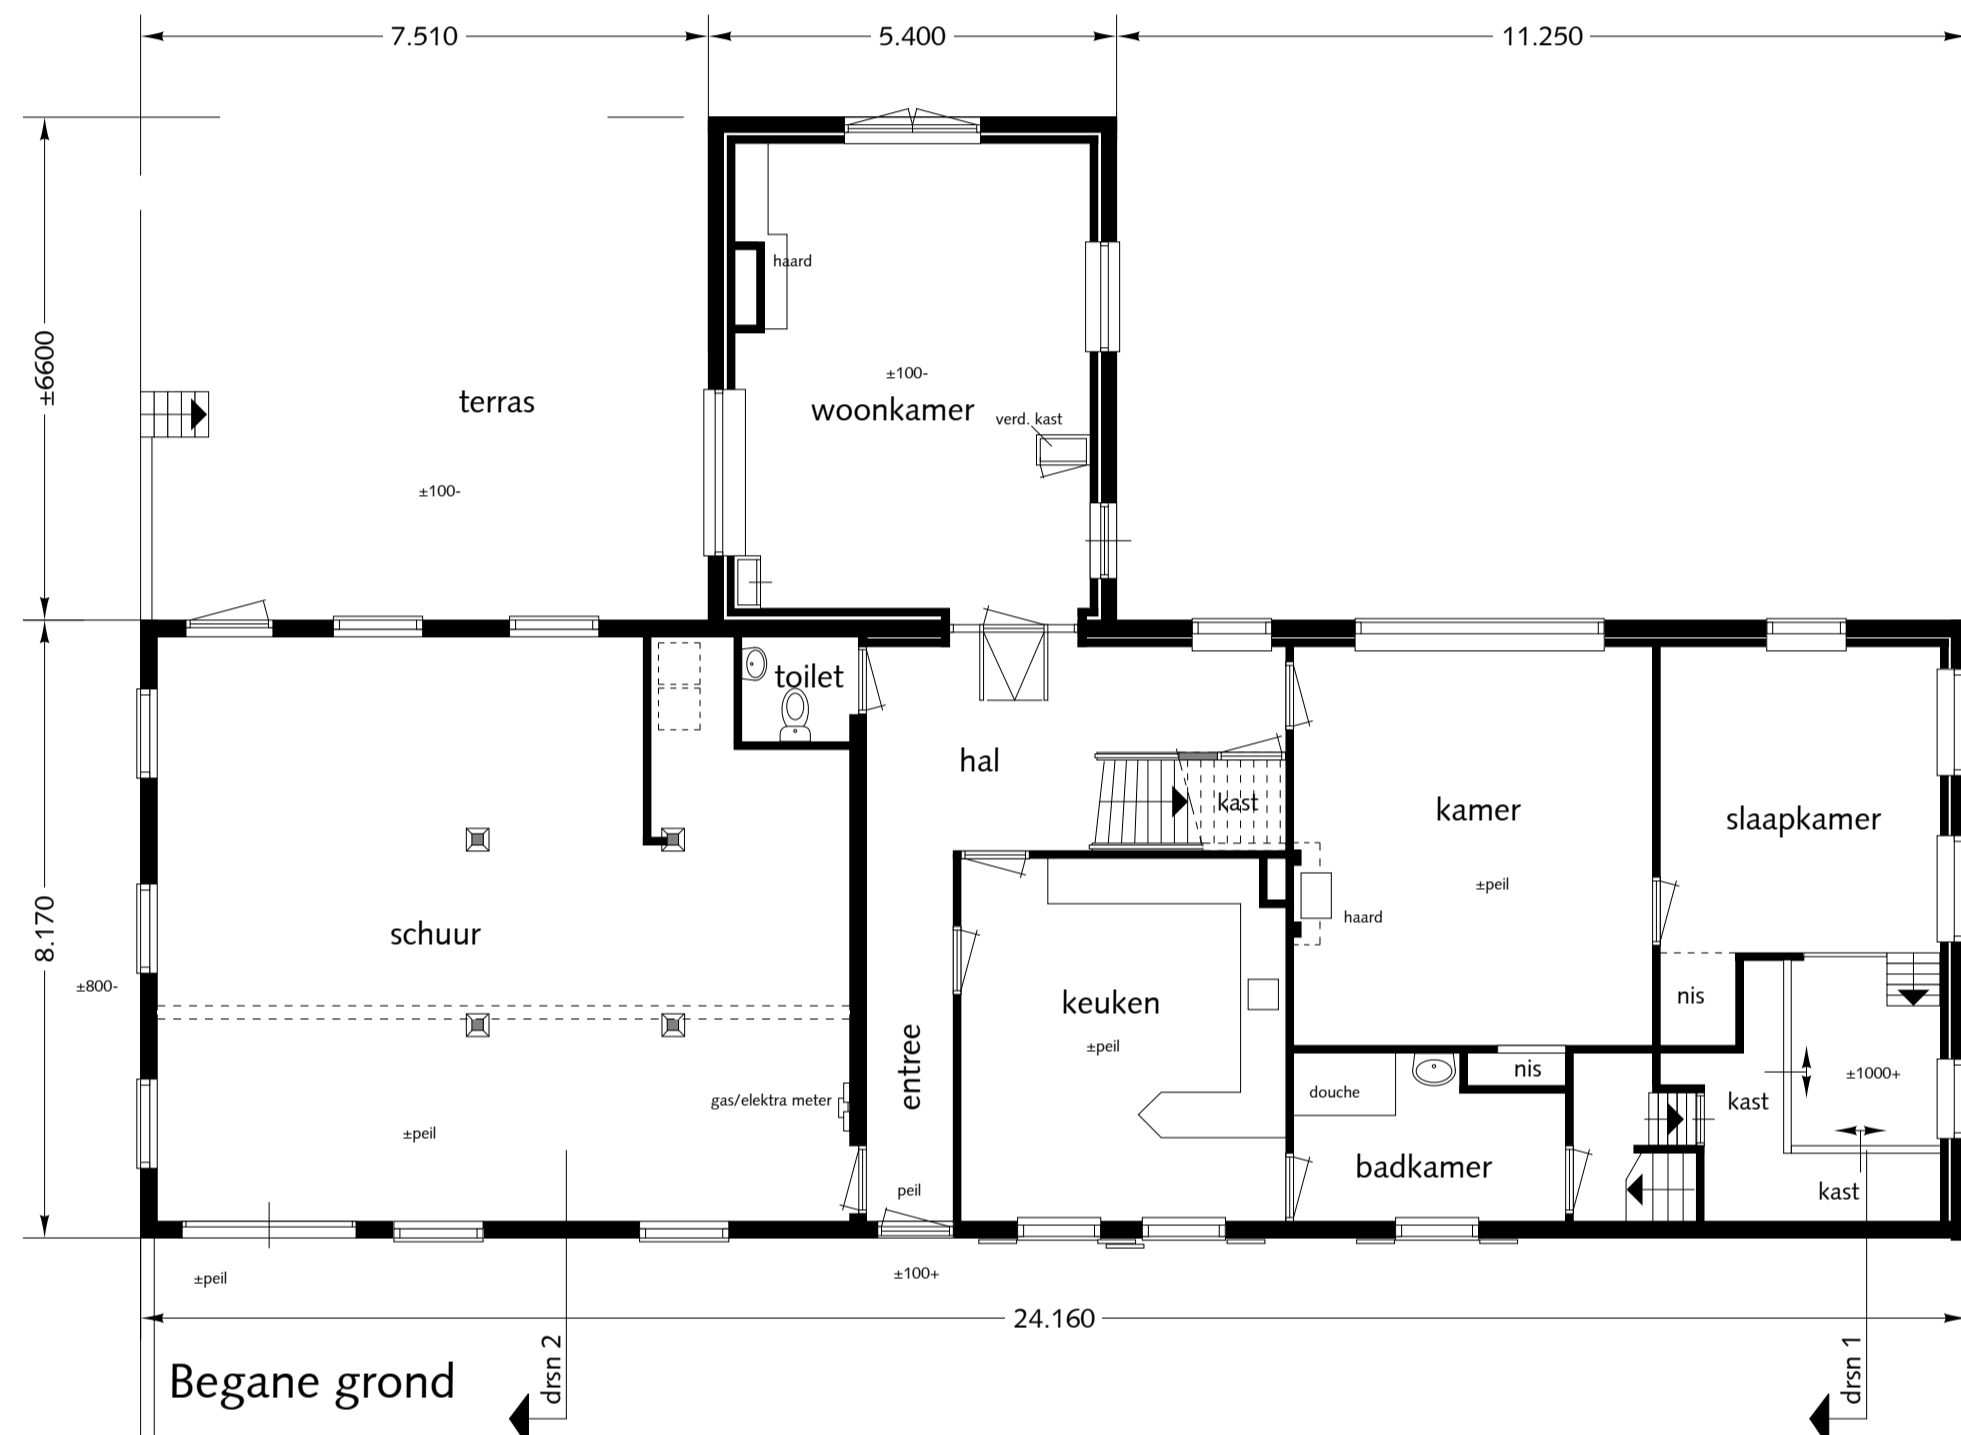 7.510
5.400
11.250
±6600
haard
±100-
woonkamer
verd. kast
terras
±100-
toilet
hal
kast
kamer
slaapkamer
±peil
haard
schuur
8.170
±800-
nis
keuken
±peil
entree
nis
douche
±1000+
kast
gas/elektra meter
±peil
badkamer
kast
peil
±peil
±100+
24.160
drsn 2
drsn 1
Begane grond